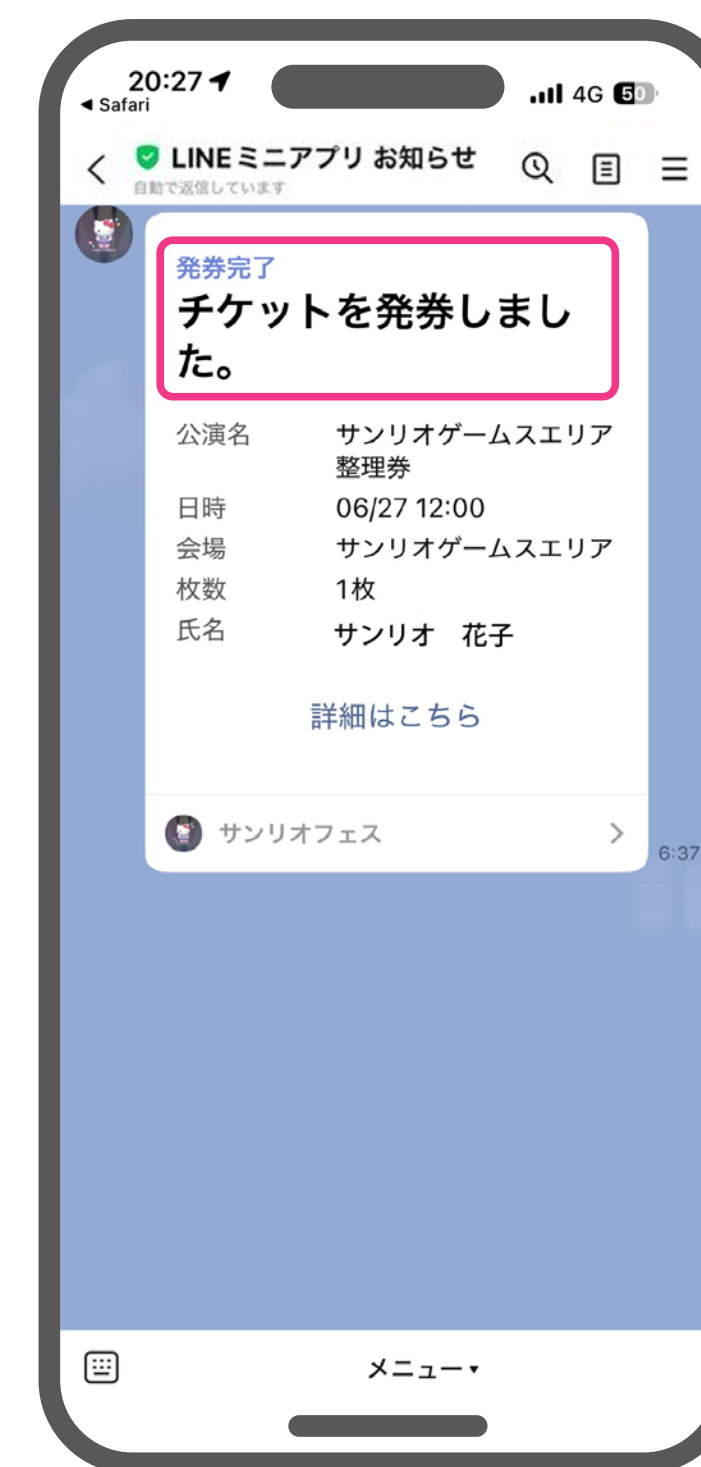 20:27
◀ Safari
4G 50
LINEミニアプリ お知らせ
自動で返信しています
発券完了
チケットを発券しまし
た。
公演名 サンリオゲームスエリア
整理券
日時 06/27 12:00
会場 サンリオゲームスエリア
枚数 1枚
氏名 サンリオ 花子
詳細はこちら
サンリオフェス
6:37
メニュー▾